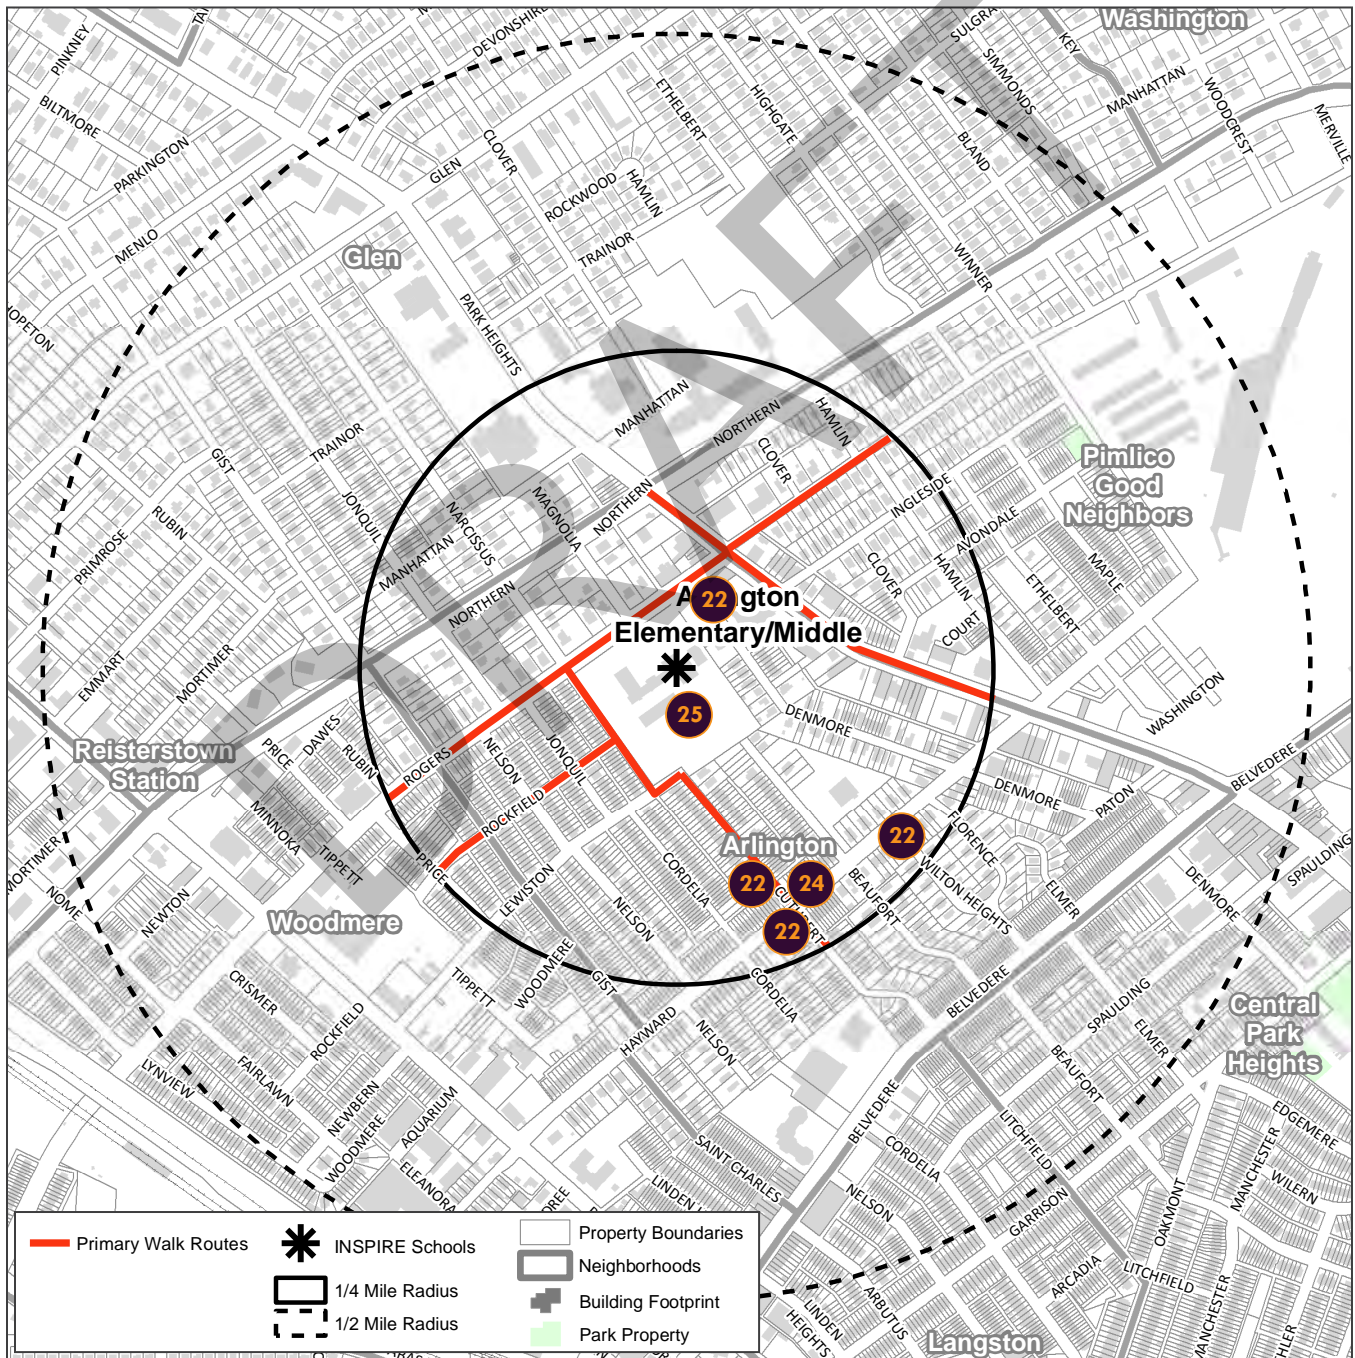 Washington
SULGRA
KEY
SIMMONDS
MANHATTAN
WOODCREST
MERVILLE
PINKNEY
TAN
DEVONSHIRE
BILTMORE
PARKINGTON
MENLO
HOPETON
GLEN
CLOVER
ETHELBERT
HIGHGATE
BLAND
ROCKWOOD
HAMLIN
TRAINOR
WINNER
Glen
PARK HEIGHTS
MANHATTAN
NORTHERN
HAMLIN
CLOVER
TRAINOR
GIST
JONQUIL
NARCISSUS
MAGNOLIA
NORTHERN
MANHATTAN
NORTHERN
RUBIN
PRIMROSE
EMMART
MORTIMER
INGLESIDE
AVONDALE
CLOVER
HAMLIN
COURT
ETHELBERT
MAPLE
Pimlico
Good
Neighbors
WASHINGTON
22
A gton
Elementary/Middle
25
DENMORE
Reisterstown
Station
PRICE
DAWES
RUBIN
ROGERS
NELSON
JONQUIL
ROCKFIELD
MINNOKA
TIPPETT
PRICE
MORTIMER
NOME
NEWTON
Woodmere
LEWISTON
NELSON
CORDELIA
Arlington
22
24
22
22
CUTHBERT
BEAUFORT
WILTON HEIGHTS
FLORENCE
DENMORE
PATON
ELMER
BELVEDERE
SPAULDING
DENMORE
SPAULDING
TIPPETT
WOODMERE
GIST
HAYWARD
NELSON
CORDELIA
BELVEDERE
SPAULDING
ELMER
BEAUFORT
Central
Park
Heights
CRISMER
ROCKFIELD
FAIRLAWN
LYNVIEW
NEWBERN
WOODMERE
AQUARIUM
ELEANORA
SAINT CHARLES
BELVEDERE
CORDELIA
NELSON
LITCHFIELD
GARRISON
EDGEMERE
MANCHESTER
WILERN
OAKMONT
LITCHFIELD
ARCADIA
MANCHESTER
ARBUTUS
LINDEN
HEIGHTS
LINDEN
Langston
Primary Walk Routes
INSPIRE Schools
1/4 Mile Radius
1/2 Mile Radius
Property Boundaries
Neighborhoods
Building Footprint
Park Property
DRAFT